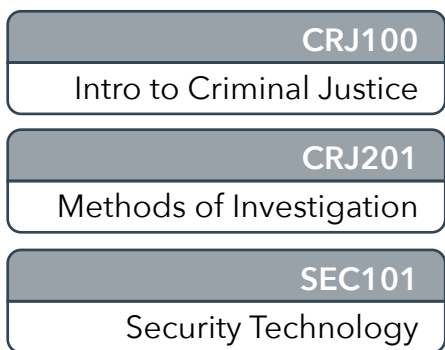 CRJ100
Intro to Criminal Justice
CRJ201
Methods of Investigation
SEC101
Security Technology